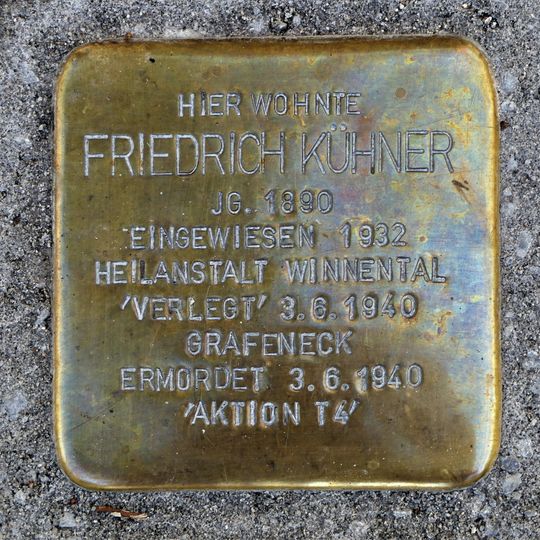 HIER WOHNTE
FRIEDRICH KÜHNER
JG. 1890
EINGEWIESEN 1932
HEILANSTALT WINNENTAL
'VERLEGT' 3.6.1940
GRAFENECK
ERMORDET 3.6.1940
'AKTION T4'